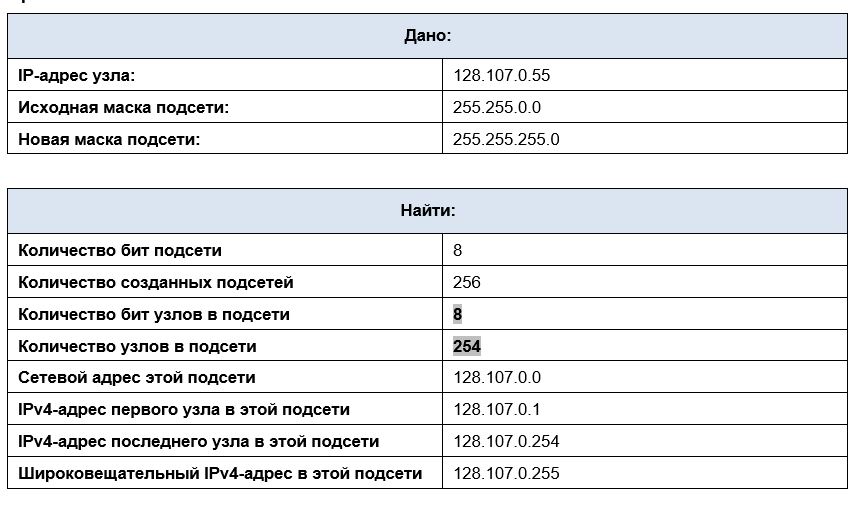 Дано:
IP-адрес узла: 128.107.0.55
Исходная маска подсети: 255.255.0.0
Новая маска подсети: 255.255.255.0
Найти:
Количество бит подсети 8
Количество созданных подсетей 256
Количество бит узлов в подсети 8
Количество узлов в подсети 254
Сетевой адрес этой подсети 128.107.0.0
IPv4-адрес первого узла в этой подсети 128.107.0.1
IPv4-адрес последнего узла в этой подсети 128.107.0.254
Широковещательный IPv4-адрес в этой подсети 128.107.0.255